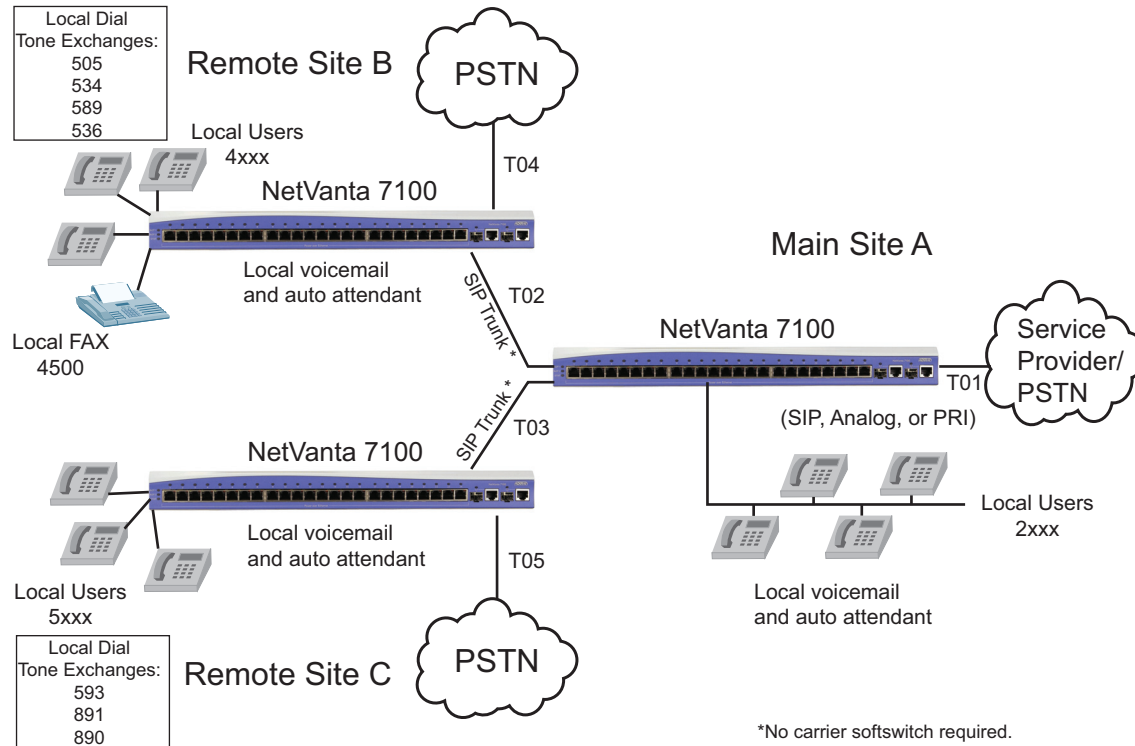 Local Dial
Tone Exchanges:
505
534
589
536
Remote Site B
PSTN
Local Users
4xxx
T04
NetVanta 7100
Local voicemail
and auto attendant
Local FAX
4500
SIP Trunk *
T02
Main Site A
NetVanta 7100
Service
Provider/
PSTN
T01
(SIP, Analog, or PRI)
SIP Trunk *
T03
NetVanta 7100
Local voicemail
and auto attendant
T05
Local Users
5xxx
Local Users
2xxx
Local voicemail
and auto attendant
Local Dial
Tone Exchanges:
593
891
890
Remote Site C
PSTN
*No carrier softswitch required.